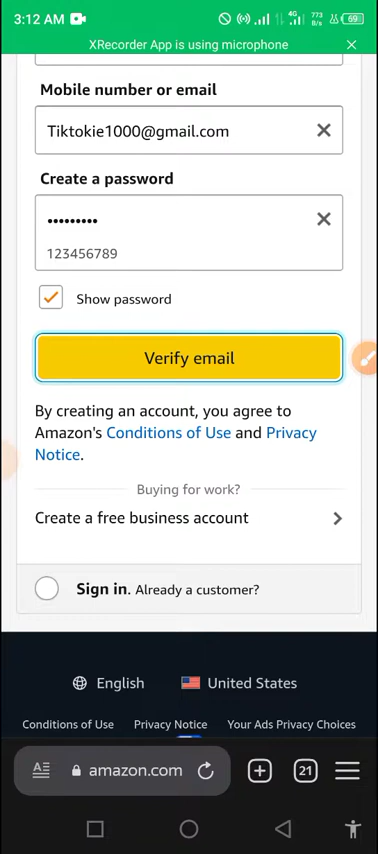 3:12 AM 4G 773 B/s 69
XRecorder App is using microphone
Mobile number or email
Tiktokie1000@gmail.com
Create a password
•••••••••
123456789
Show password
Verify email
By creating an account, you agree to
Amazon's Conditions of Use and Privacy
Notice.
Buying for work?
Create a free business account
Sign in. Already a customer?
English United States
Conditions of Use Privacy Notice Your Ads Privacy Choices
amazon.com 21